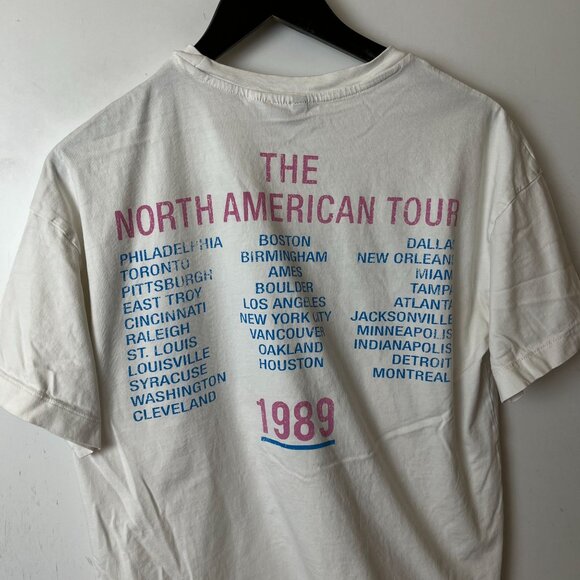 THE
NORTH AMERICAN TOUR
PHILADELPHIA
TORONTO
PITTSBURGH
EAST TROY
CINCINNATI
RALEIGH
ST. LOUIS
LOUISVILLE
SYRACUSE
WASHINGTON
CLEVELAND
BOSTON
BIRMINGHAM
AMES
BOULDER
LOS ANGELES
NEW YORK CITY
VANCOUVER
OAKLAND
HOUSTON
DALLAS
NEW ORLEANS
MIAMI
TAMPA
ATLANTA
JACKSONVILLE
MINNEAPOLIS
INDIANAPOLIS
DETROIT
MONTREAL
1989